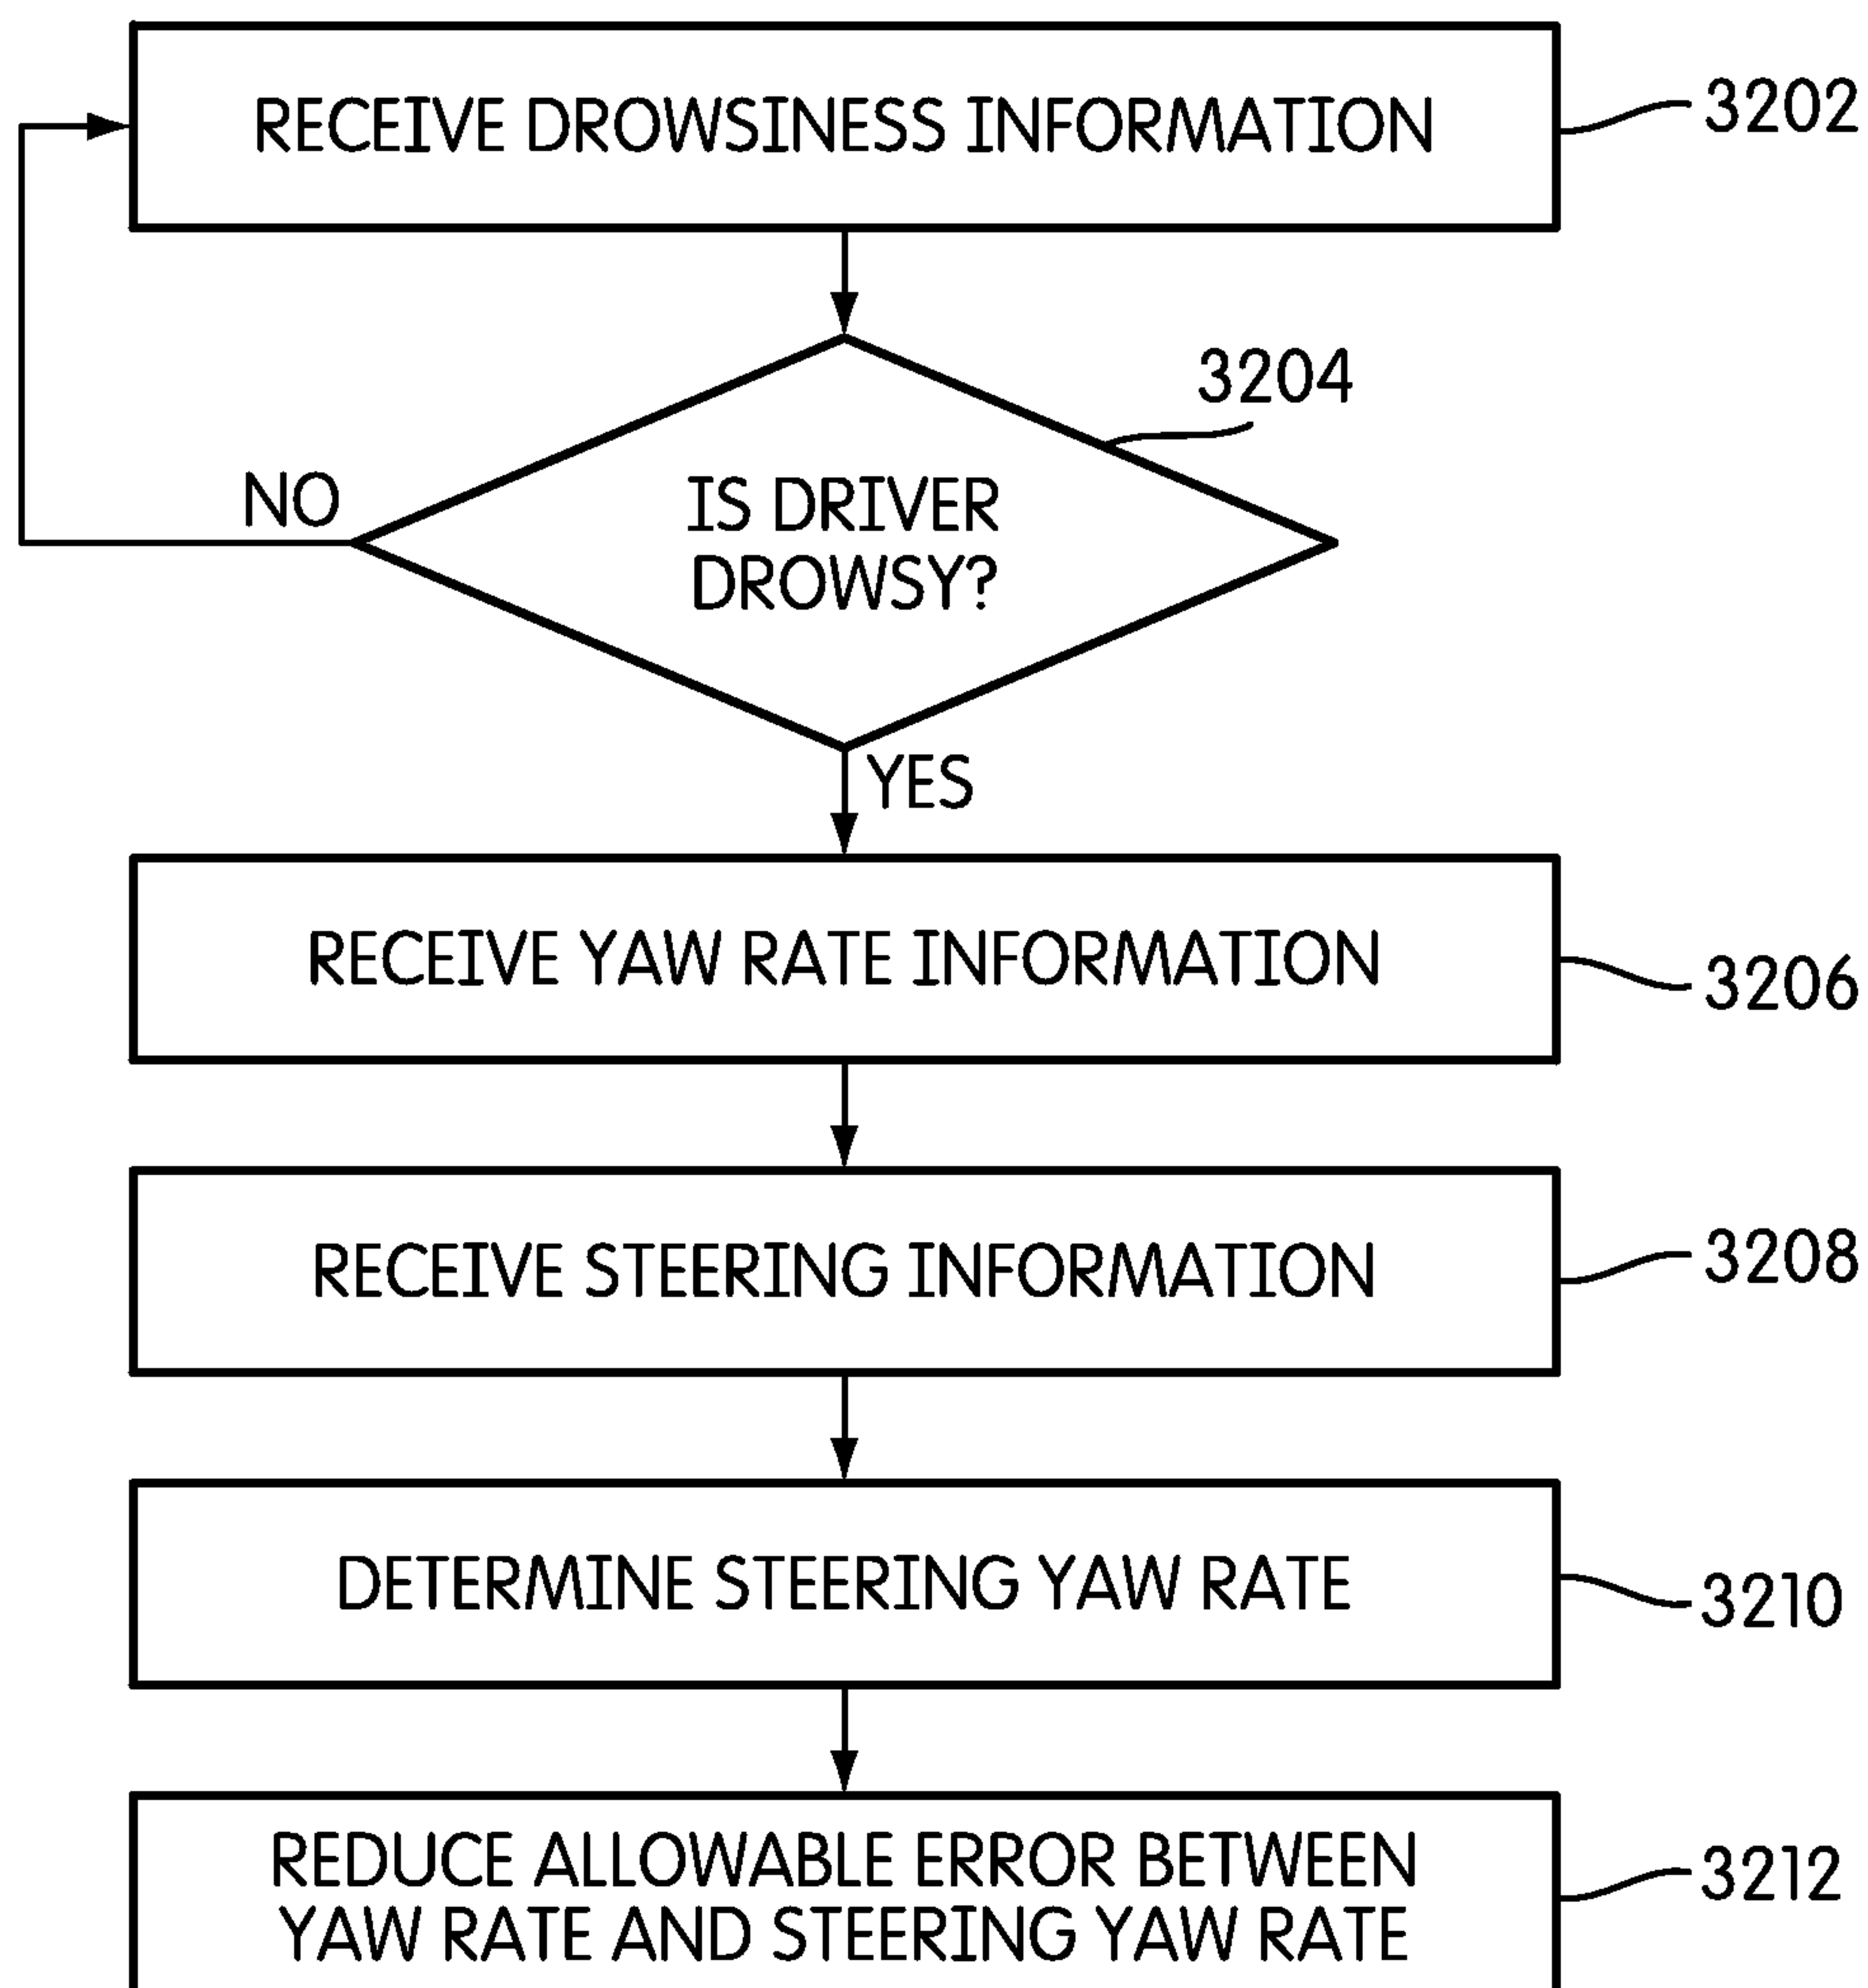 RECEIVE DROWSINESS INFORMATION
3202
3204
IS DRIVER
DROWSY?
NO
YES
RECEIVE YAW RATE INFORMATION
3206
RECEIVE STEERING INFORMATION
3208
DETERMINE STEERING YAW RATE
3210
REDUCE ALLOWABLE ERROR BETWEEN
YAW RATE AND STEERING YAW RATE
3212